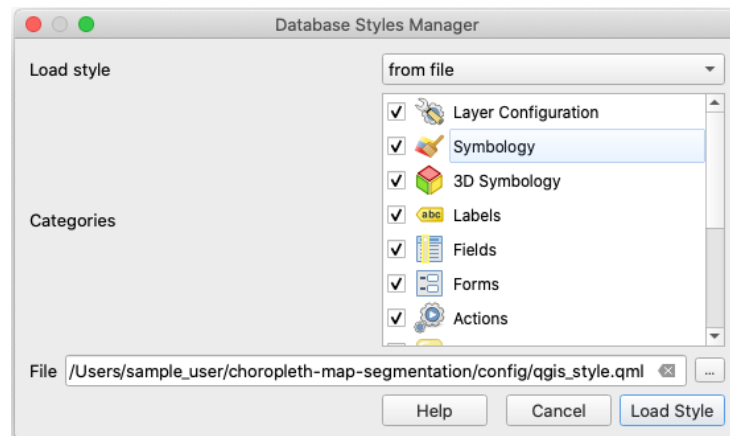 Database Styles Manager
Load style
from file
Layer Configuration
Symbology
3D Symbology
abc Labels
Categories
Fields
Forms
Actions
File /Users/sample_user/choropleth-map-segmentation/config/qgis_style.qml ...
Help Cancel Load Style